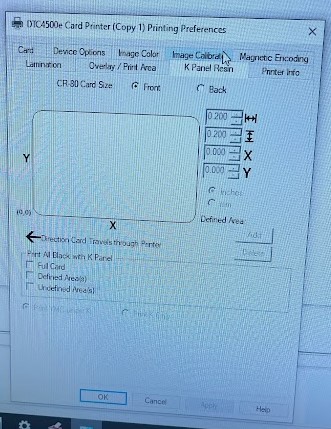 DTC4500e Card Printer (Copy 1) Printing Preferences
Card Device Options Image Color Image Calibrate Magnetic Encoding
Lamination Overlay / Print Area K Panel Resin Printer Info
CR-80 Card Size Front Back
0.200
0.200
0.000 X
0.000 Y
Y
inches
mm
(0,0)
X
Defined Area:
Direction Card Travels through Printer
Add
Delete
Print All Black with K Panel
Full Card
Defined Area(s)
Undefined Area(s)
OK Cancel Apply Help